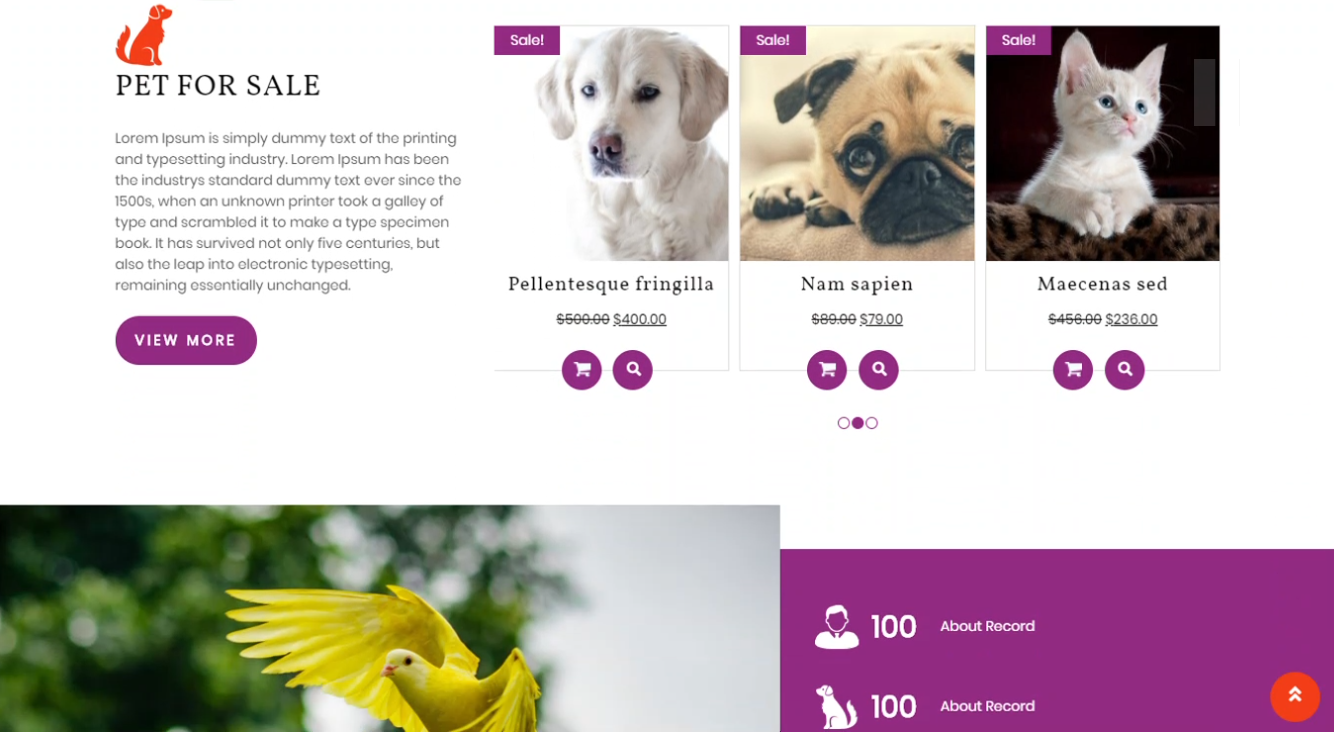 PET FOR SALE
Lorem Ipsum is simply dummy text of the printing
and typesetting industry. Lorem Ipsum has been
the industrys standard dummy text ever since the
1500s, when an unknown printer took a galley of
type and scrambled it to make a type specimen
book. It has survived not only five centuries, but
also the leap into electronic typesetting,
remaining essentially unchanged.
VIEW MORE
Sale!
Pellentesque fringilla
$500.00 $400.00
Sale!
Nam sapien
$89.00 $79.00
Sale!
Maecenas sed
$456.00 $236.00
100 About Record
100 About Record